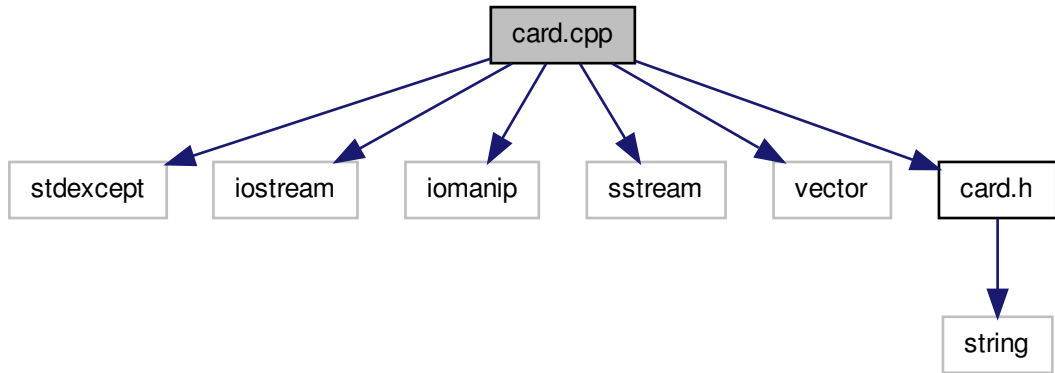 card.cpp
stdexcept
iostream
iomanip
sstream
vector
card.h
string